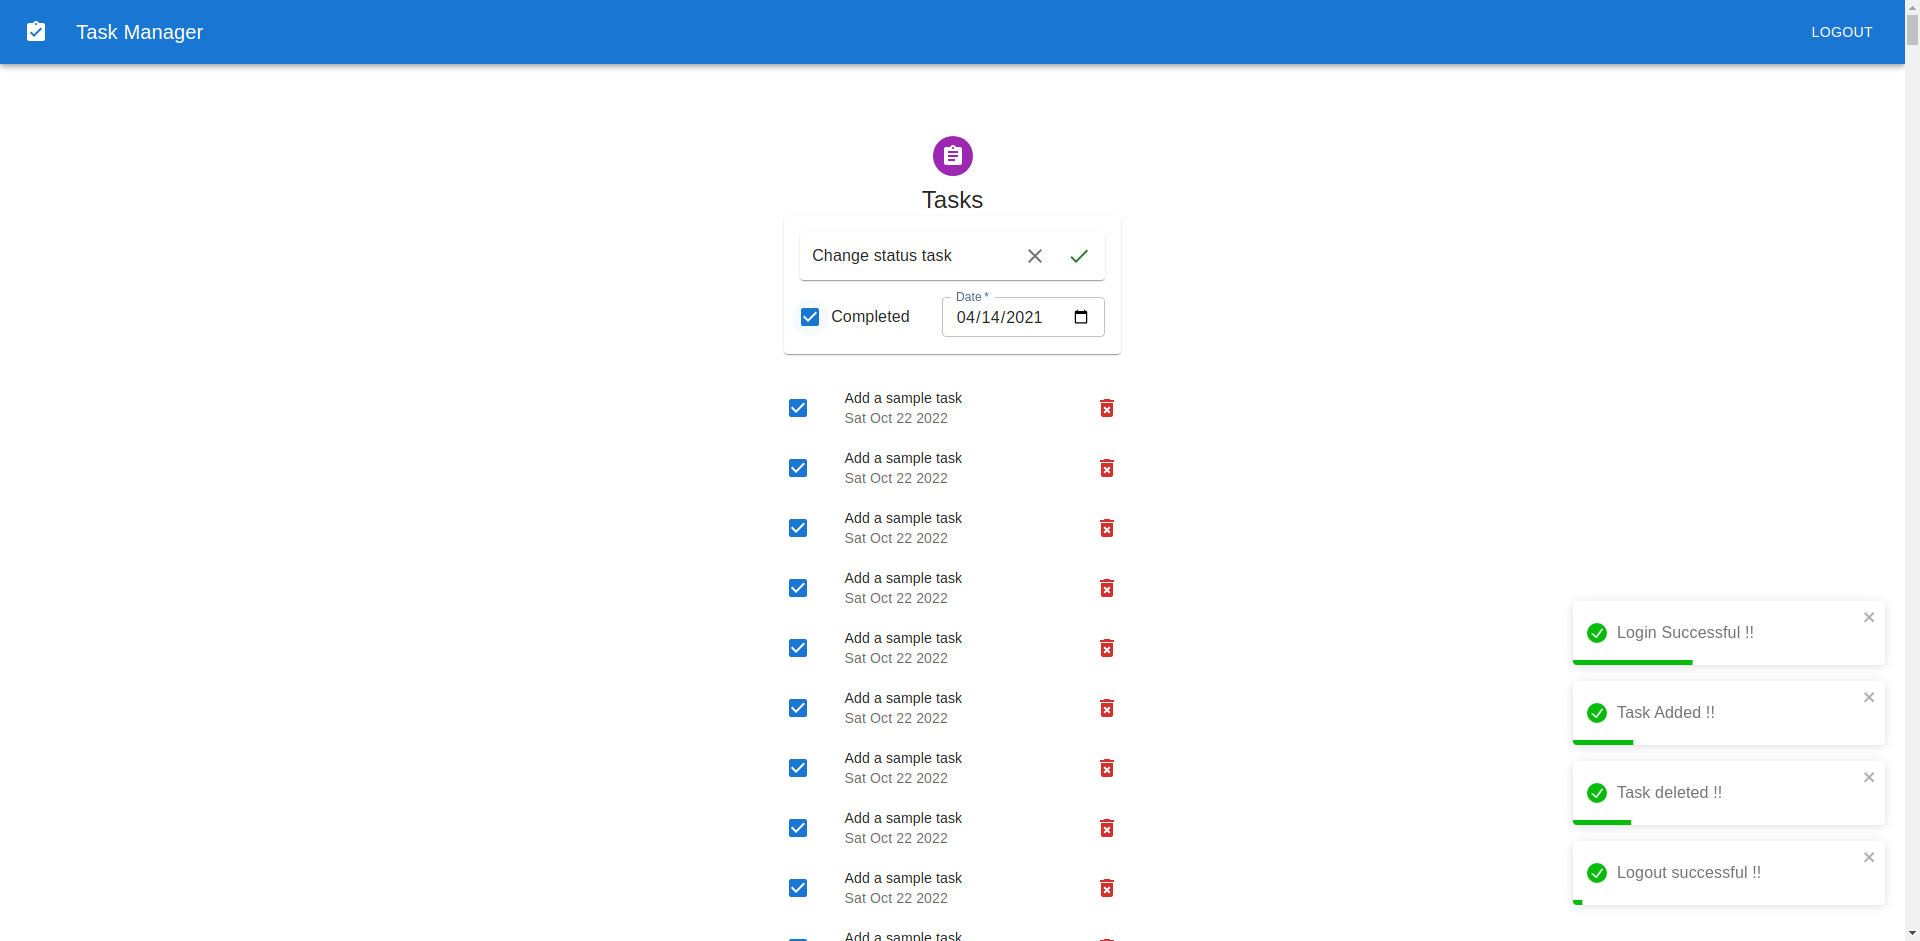 Task Manager
LOGOUT
Tasks
Change status task
Completed
Date *
04/14/2021
Add a sample task
Sat Oct 22 2022
Add a sample task
Sat Oct 22 2022
Add a sample task
Sat Oct 22 2022
Add a sample task
Sat Oct 22 2022
Add a sample task
Sat Oct 22 2022
Add a sample task
Sat Oct 22 2022
Add a sample task
Sat Oct 22 2022
Add a sample task
Sat Oct 22 2022
Add a sample task
Sat Oct 22 2022
Add a sample task
Login Successful !!
Task Added !!
Task deleted !!
Logout successful !!